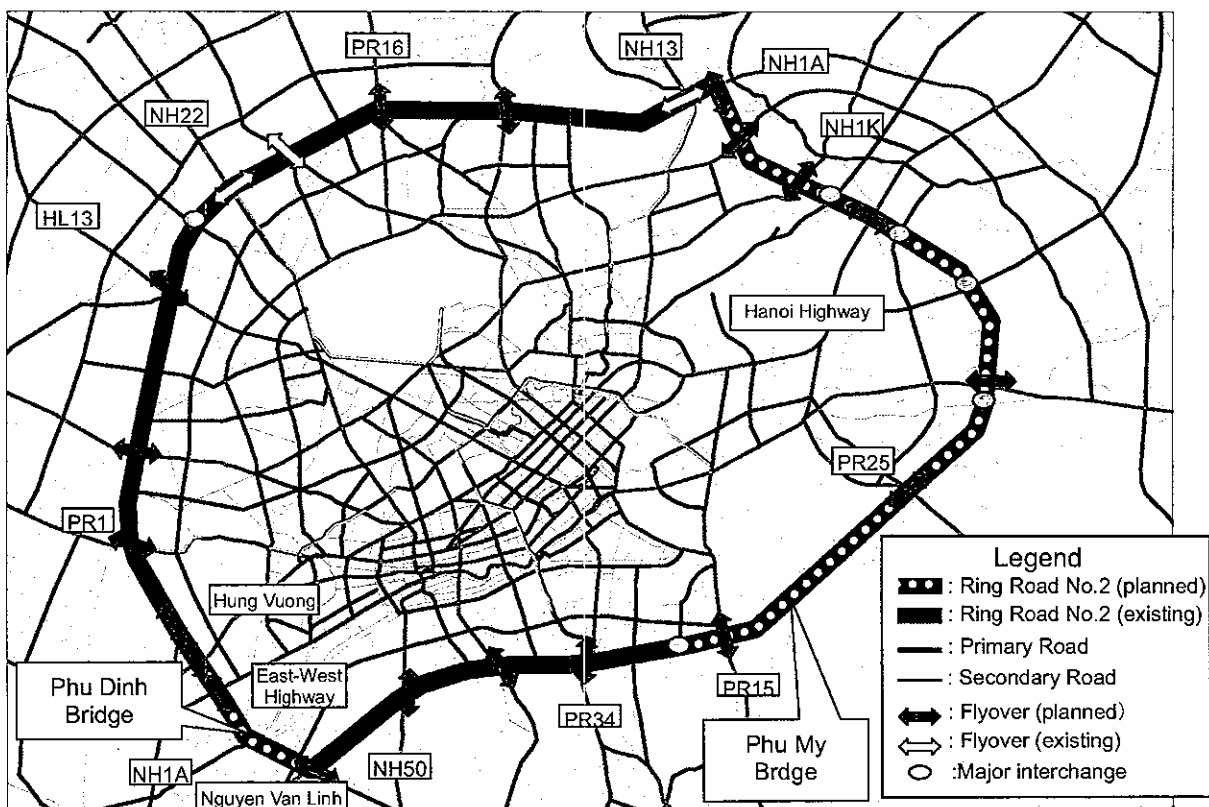 PR16
NH13
NH1A
NH22
NH1K
HL13
Hanoi Highway
PR25
PR1
Hung Vuong
East-West
Highway
Phu Dinh
Bridge
PR15
PR34
Phu My
Brdge
NH50
NH1A
Nguyen Van Linh
Legend
: Ring Road No.2 (planned)
: Ring Road No.2 (existing)
: Primary Road
: Secondary Road
: Flyover (planned)
: Flyover (existing)
:Major interchange